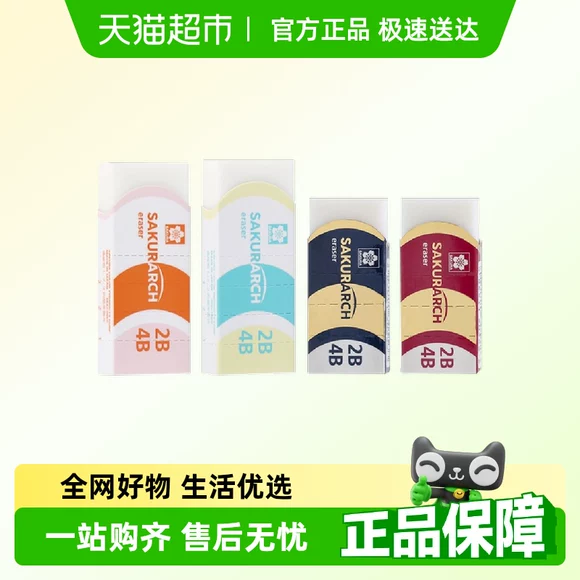 天猫超市 官方正品 极速送达
SAKURARCH
eraser
2B
4B
SAKURARCH
eraser
2B
4B
SAKURARCH
eraser
2B
4B
SAKURARCH
eraser
2B
4B
全网好物 生活优选
一站购齐 售后无忧
正品保障